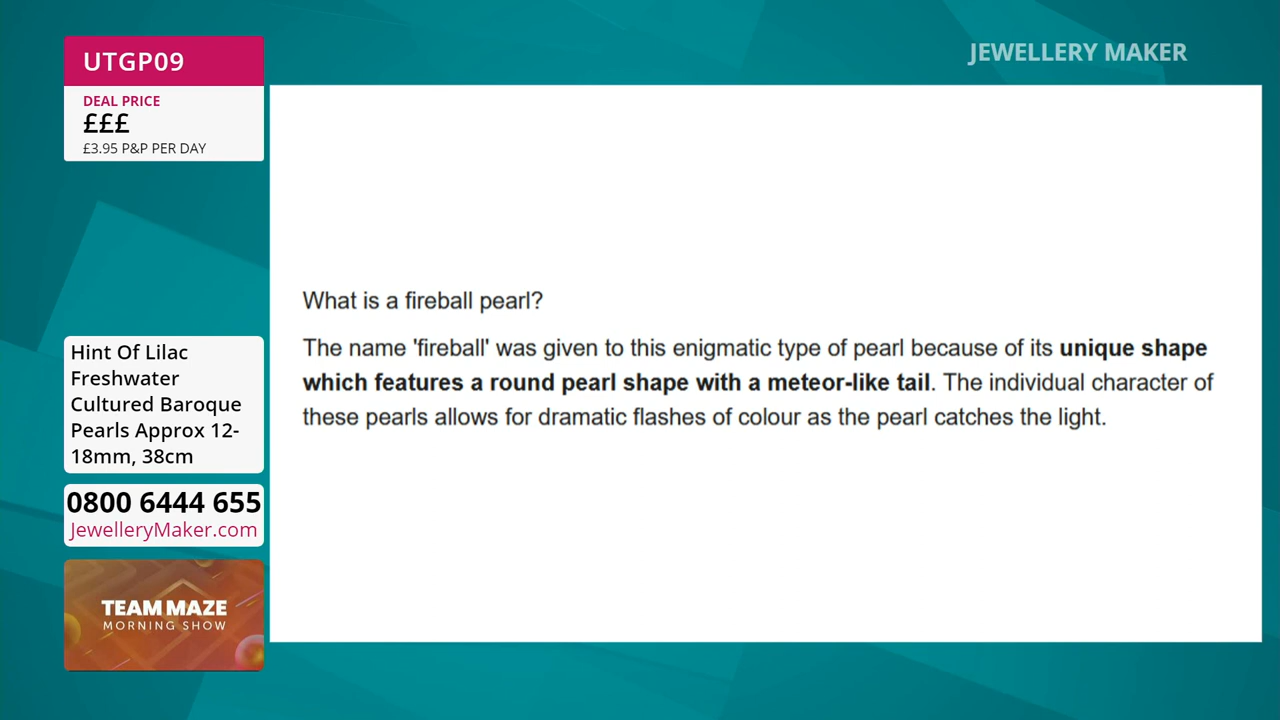 UTGP09
DEAL PRICE
£££
£3.95 P&P PER DAY
JEWELLERY MAKER
What is a fireball pearl?
The name 'fireball' was given to this enigmatic type of pearl because of its unique shape
which features a round pearl shape with a meteor-like tail. The individual character of
these pearls allows for dramatic flashes of colour as the pearl catches the light.
Hint Of Lilac
Freshwater
Cultured Baroque
Pearls Approx 12-
18mm, 38cm
0800 6444 655
JewelleryMaker.com
TEAM MAZE
MORNING SHOW